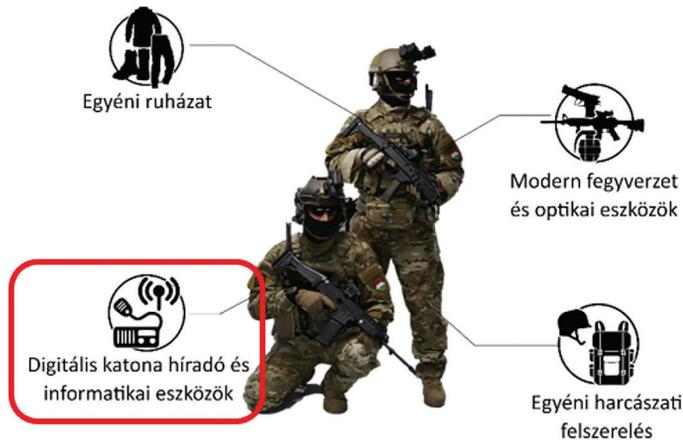 Egyéni ruházat
Modern fegyverzet
és optikai eszközök
Digitális katona híradó és
informatikai eszközök
Egyéni harcászati
felszerelés